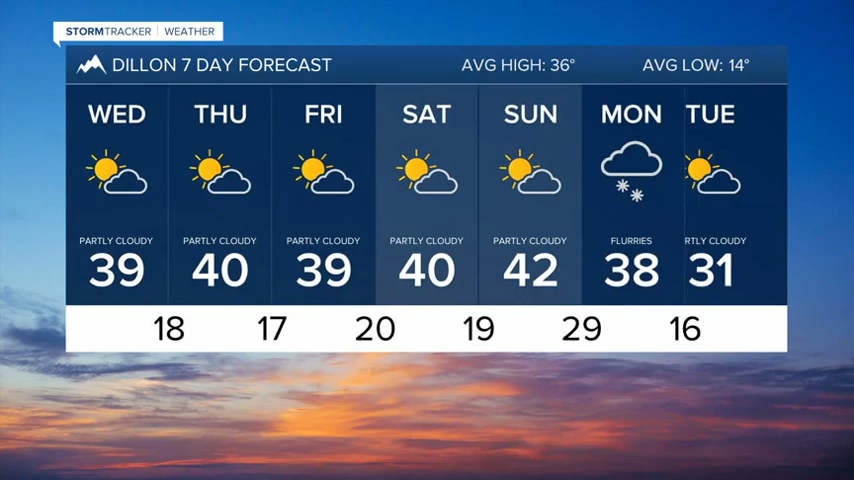 STORMTRACKER | WEATHER
DILLON 7 DAY FORECAST AVG HIGH: 36° AVG LOW: 14°
WED THU FRI SAT SUN MON TUE
PARTLY CLOUDY PARTLY CLOUDY PARTLY CLOUDY PARTLY CLOUDY PARTLY CLOUDY FLURRIES RTLY CLOUDY
39 40 39 40 42 38 31
18 17 20 19 29 16